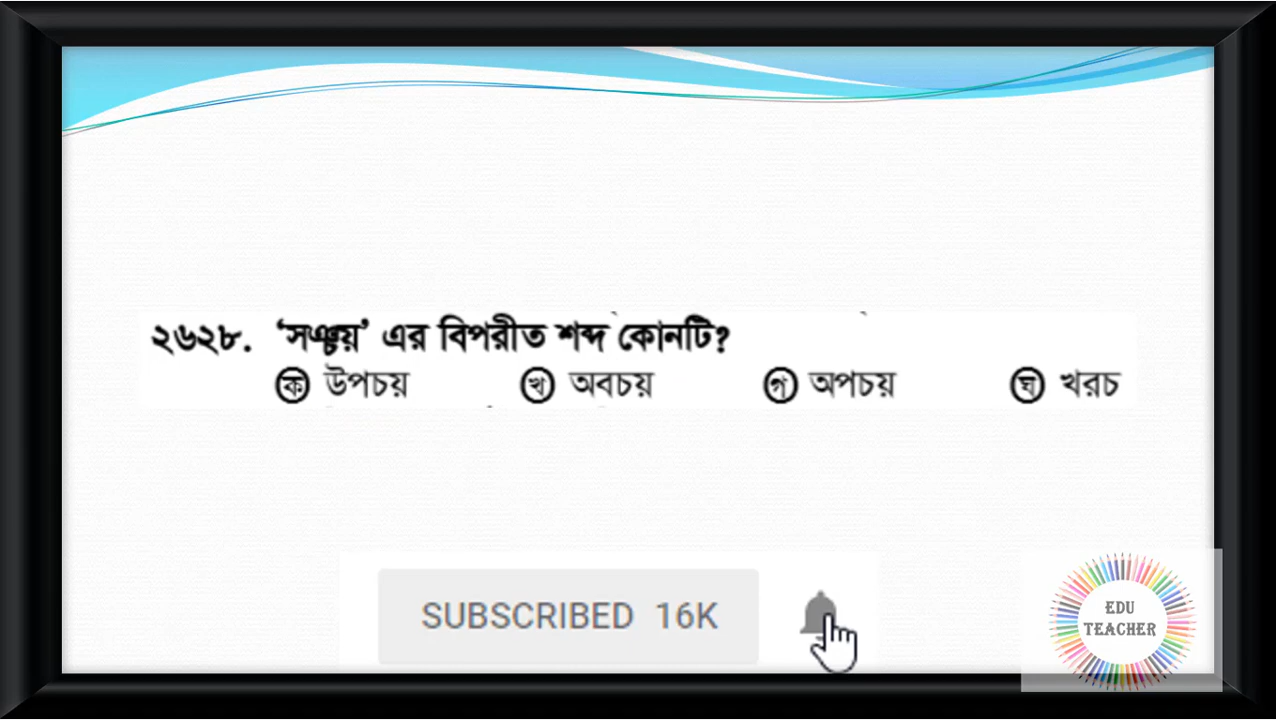 ২৬২৮. ‘সঞ্চয়’ এর বিপরীত শব্দ কোনটি?
ক উপচয় খ অবচয় গ অপচয় ঘ খরচ
SUBSCRIBED 16K
EDU
TEACHER